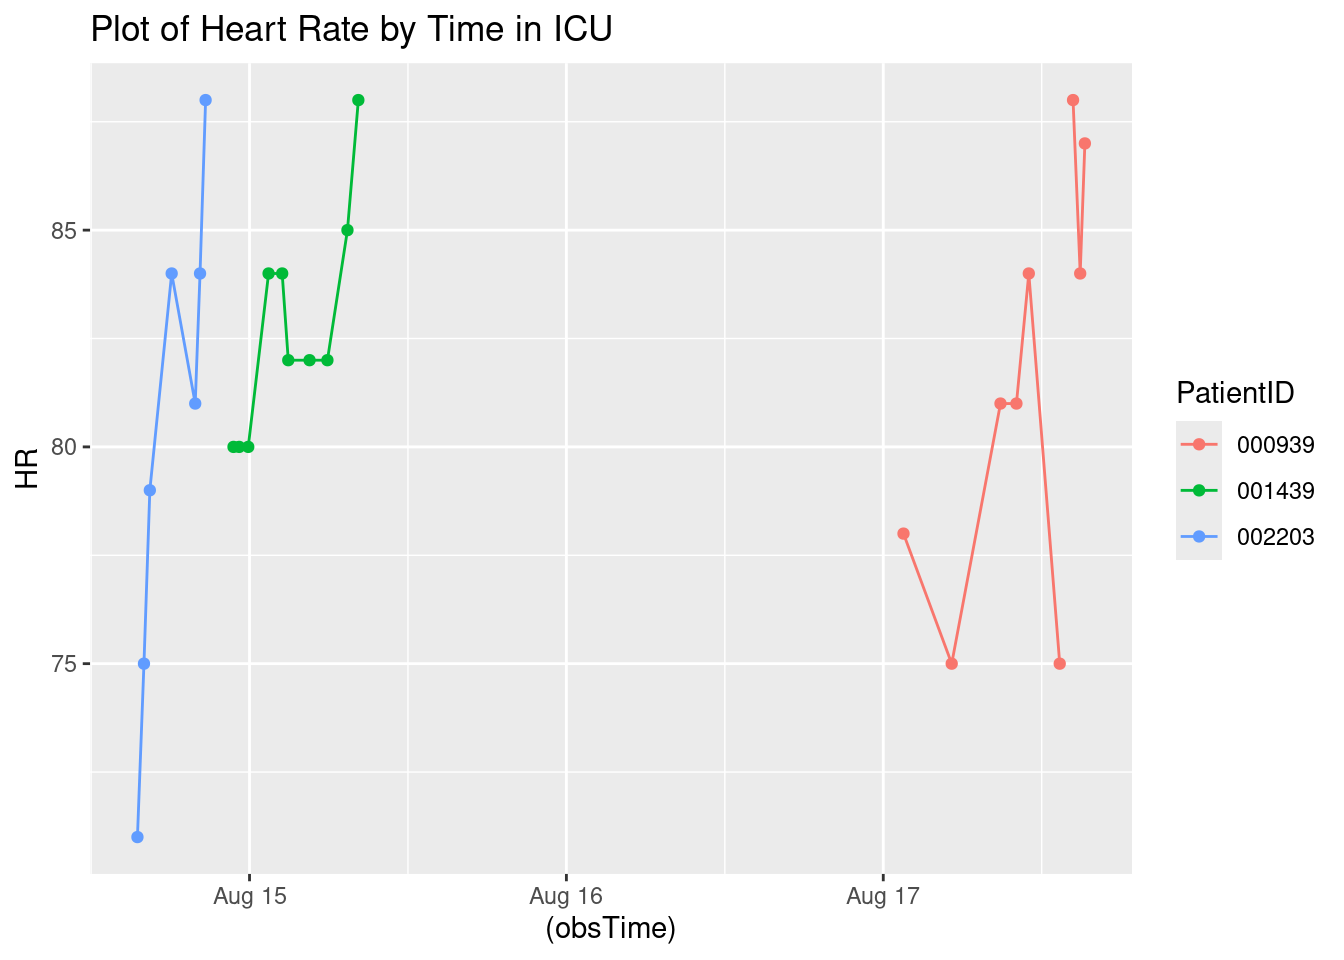 Plot of Heart Rate by Time in ICU
HR
85
80
75
Aug 15
Aug 16
Aug 17
(obsTime)
PatientID
000939
001439
002203